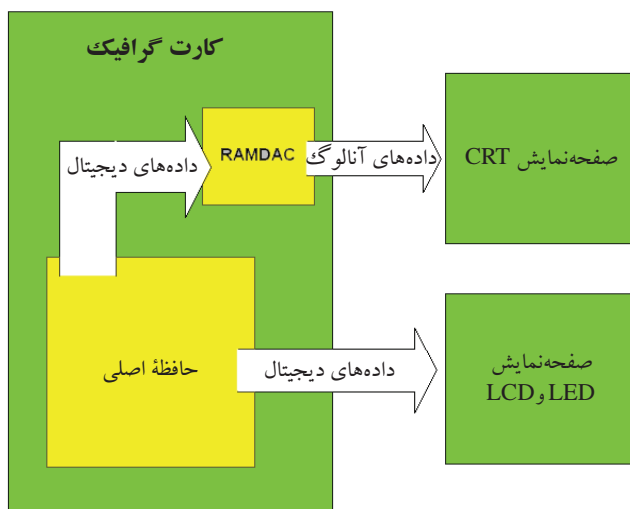 کارت گرافیک
داده‌های دیجیتال
RAMDAC
داده‌های آنالوگ
صفحه‌نمایش CRT
حافظهٔ اصلی
داده‌های دیجیتال
صفحه‌نمایش
LED و LCD